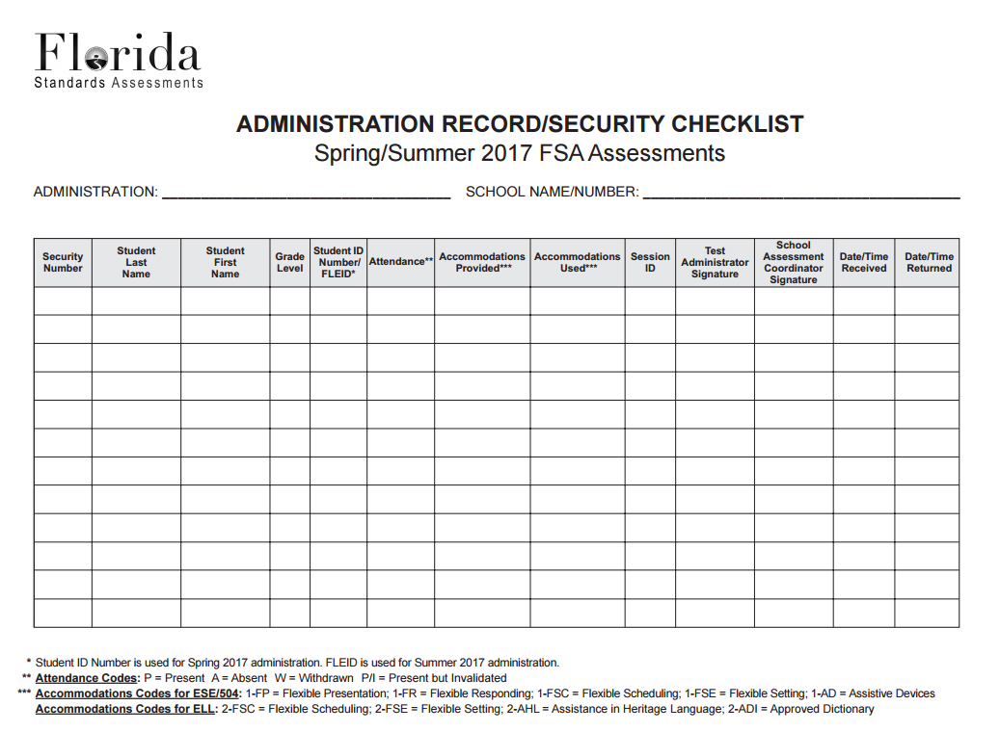 Florida
Standards Assessments
ADMINISTRATION RECORD/SECURITY CHECKLIST
Spring/Summer 2017 FSA Assessments
ADMINISTRATION: ____________________ SCHOOL NAME/NUMBER: ____________________
Security Number
Student Last Name
Student First Name
Grade Level
Student ID Number/ FLEID*
Attendance**
Accommodations Provided***
Accommodations Used***
Session ID
Test Administrator Signature
School Assessment Coordinator Signature
Date/Time Received
Date/Time Returned
* Student ID Number is used for Spring 2017 administration. FLEID is used for Summer 2017 administration.
** Attendance Codes: P = Present A = Absent W = Withdrawn P/I = Present but Invalidated
*** Accommodations Codes for ESE/504: 1-FP = Flexible Presentation; 1-FR = Flexible Responding; 1-FSC = Flexible Scheduling; 1-FSE = Flexible Setting; 1-AD = Assistive Devices
Accommodations Codes for ELL: 2-FSC = Flexible Scheduling; 2-FSE = Flexible Setting; 2-AHL = Assistance in Heritage Language; 2-ADI = Approved Dictionary